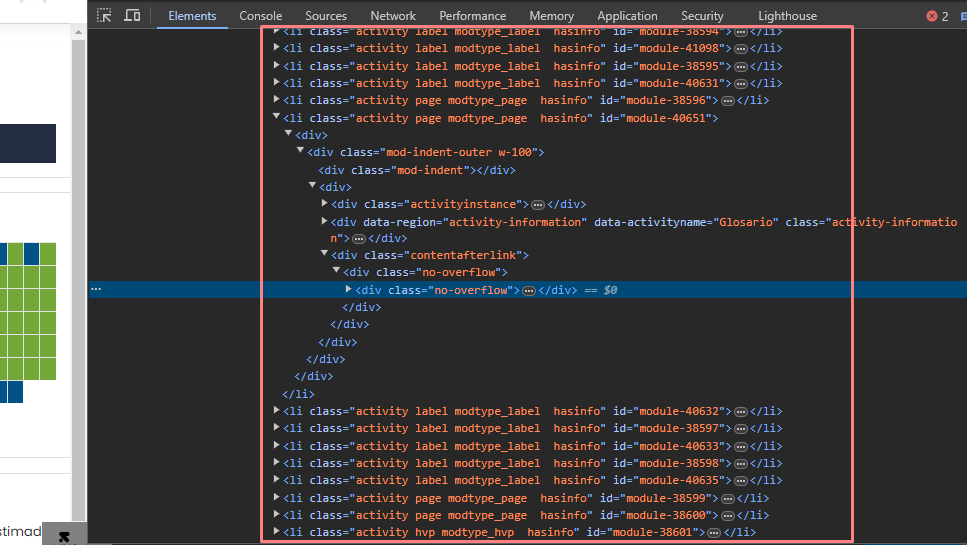 Elements Console Sources Network Performance Memory Application Security Lighthouse 2
<li class="activity label modtype_label  hasinfo" id="module-38594">…</li>
<li class="activity label modtype_label  hasinfo" id="module-41098">…</li>
<li class="activity label modtype_label  hasinfo" id="module-38595">…</li>
<li class="activity label modtype_label  hasinfo" id="module-40631">…</li>
<li class="activity page modtype_page  hasinfo" id="module-38596">…</li>
<li class="activity page modtype_page  hasinfo" id="module-40651">
<div>
<div class="mod-indent-outer w-100">
<div class="mod-indent"></div>
<div>
<div class="activityinstance">…</div>
<div data-region="activity-information" data-activityname="Glosario" class="activity-informatio
n">…</div>
<div class="contentafterlink">
<div class="no-overflow">
… <div class="no-overflow">…</div> == $0
</div>
</div>
</div>
</div>
</div>
</li>
<li class="activity label modtype_label  hasinfo" id="module-40632">…</li>
<li class="activity label modtype_label  hasinfo" id="module-38597">…</li>
<li class="activity label modtype_label  hasinfo" id="module-40633">…</li>
<li class="activity label modtype_label  hasinfo" id="module-38598">…</li>
<li class="activity label modtype_label  hasinfo" id="module-40635">…</li>
<li class="activity page modtype_page  hasinfo" id="module-38599">…</li>
<li class="activity page modtype_page  hasinfo" id="module-38600">…</li>
<li class="activity hvp modtype_hvp  hasinfo" id="module-38601">…</li>
stimad